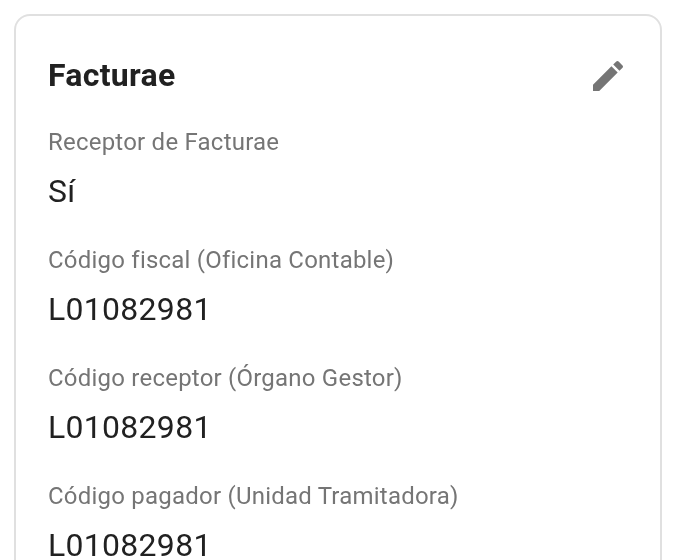 Facturae
Receptor de Facturae
Sí
Código fiscal (Oficina Contable)
L01082981
Código receptor (Órgano Gestor)
L01082981
Código pagador (Unidad Tramitadora)
L01082981